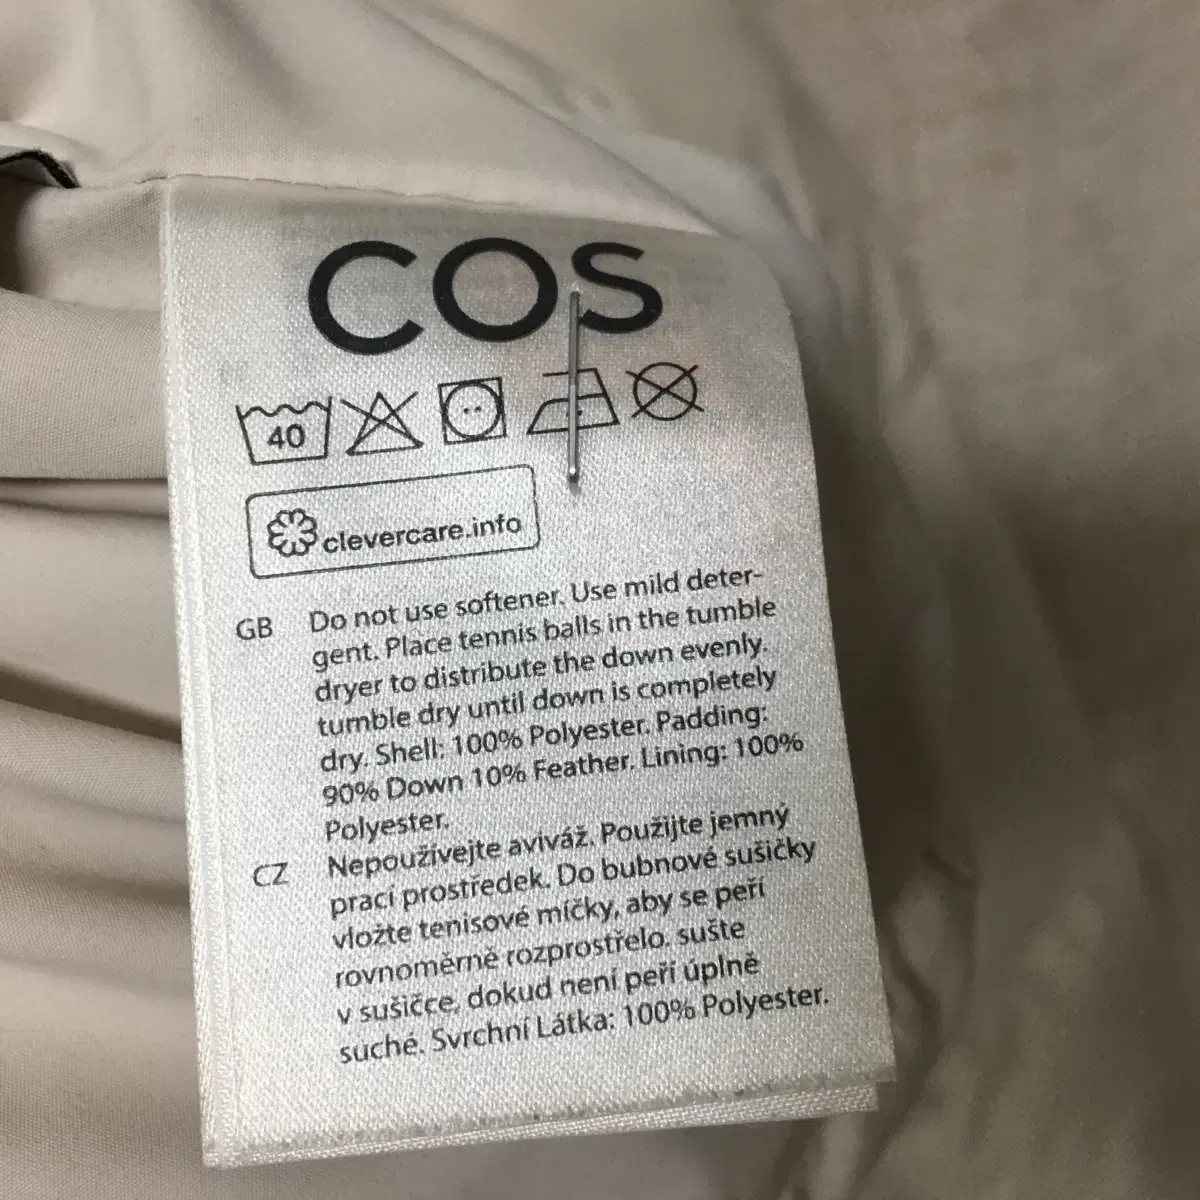 COS
40
clevercare.info
GB Do not use softener. Use mild deter-
gent. Place tennis balls in the tumble
dryer to distribute the down evenly.
tumble dry until down is completely
dry. Shell: 100% Polyester. Padding:
90% Down 10% Feather. Lining: 100%
Polyester.
CZ Nepoužívejte aviváž. Použijte jemný
prací prostředek. Do bubnové sušičky
vložte tenisové míčky, aby se peří
rovnoměrně rozprostřelo. sušte
v sušičce, dokud není peří úplně
suché. Svrchní Látka: 100% Polyester.